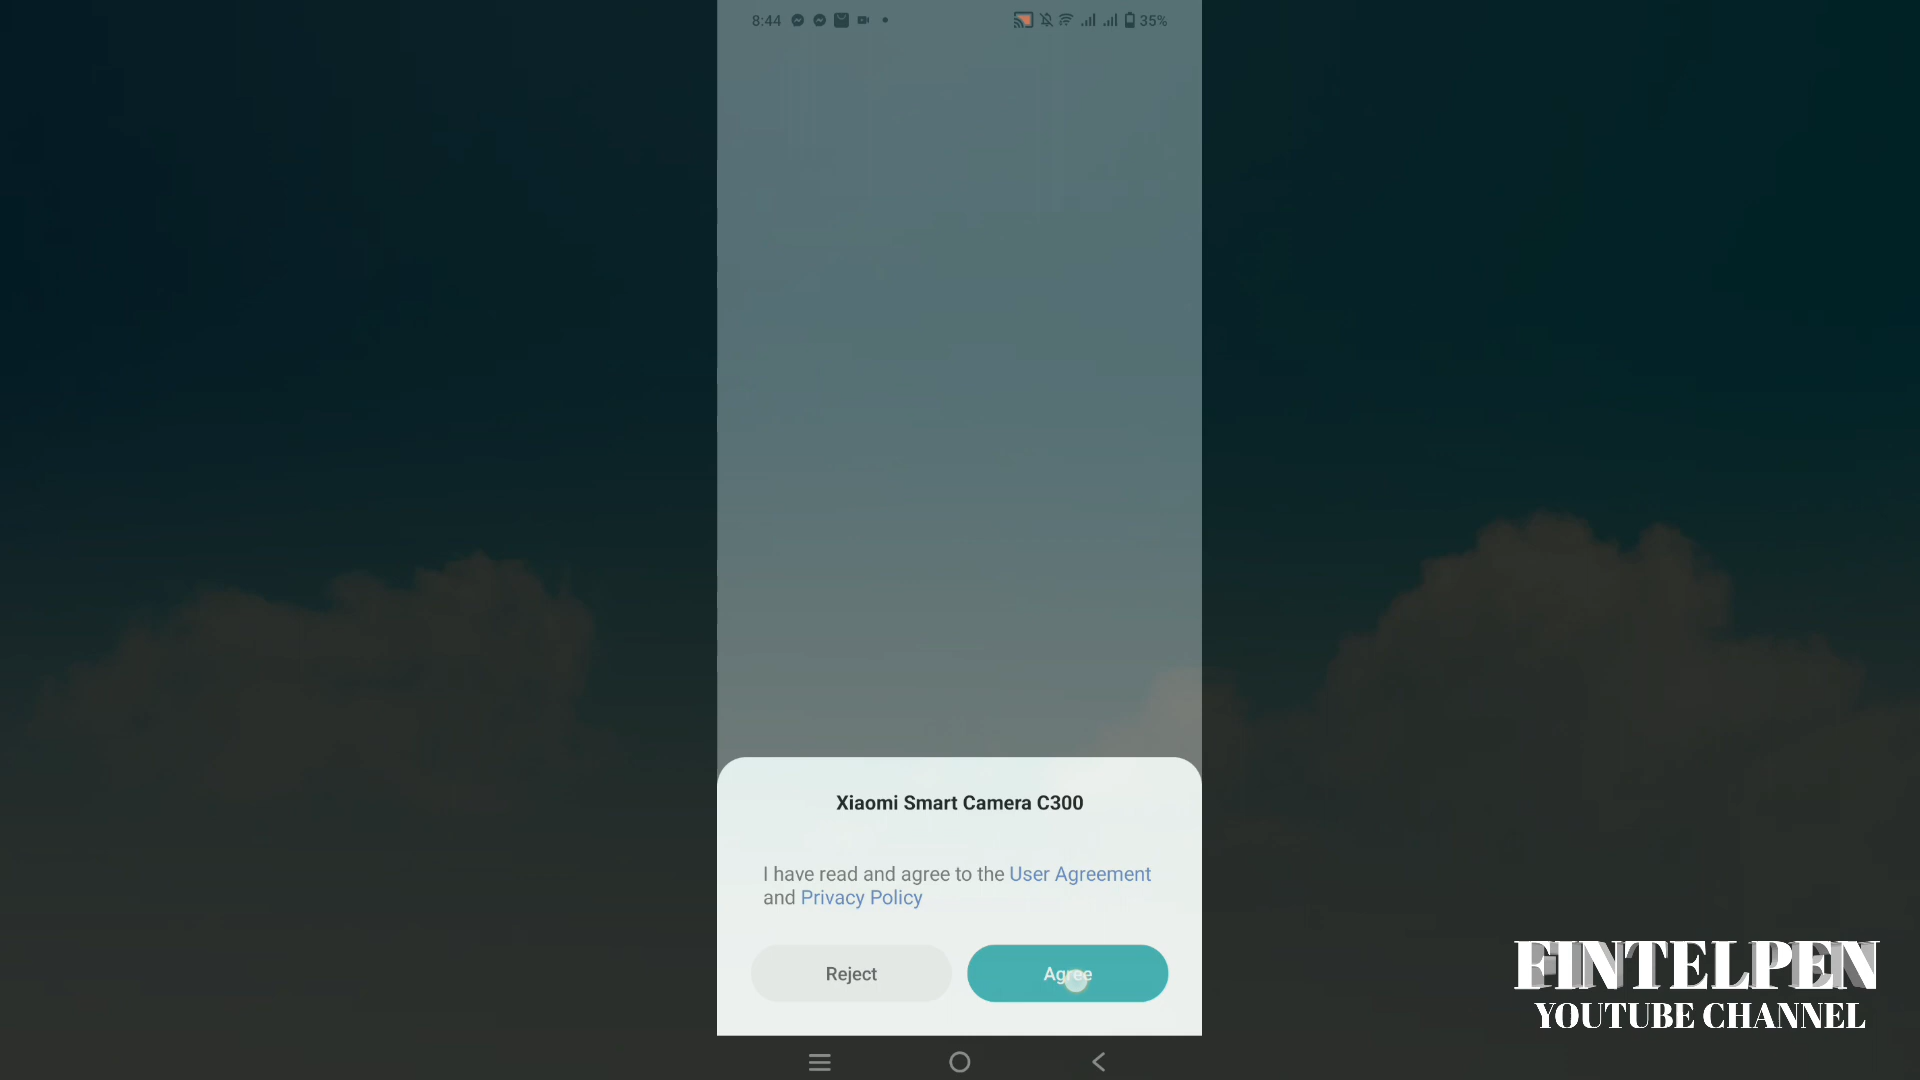 8:44
35%
Xiaomi Smart Camera C300
I have read and agree to the User Agreement
and Privacy Policy
Reject
Agree
FINTELPEN
YOUTUBE CHANNEL